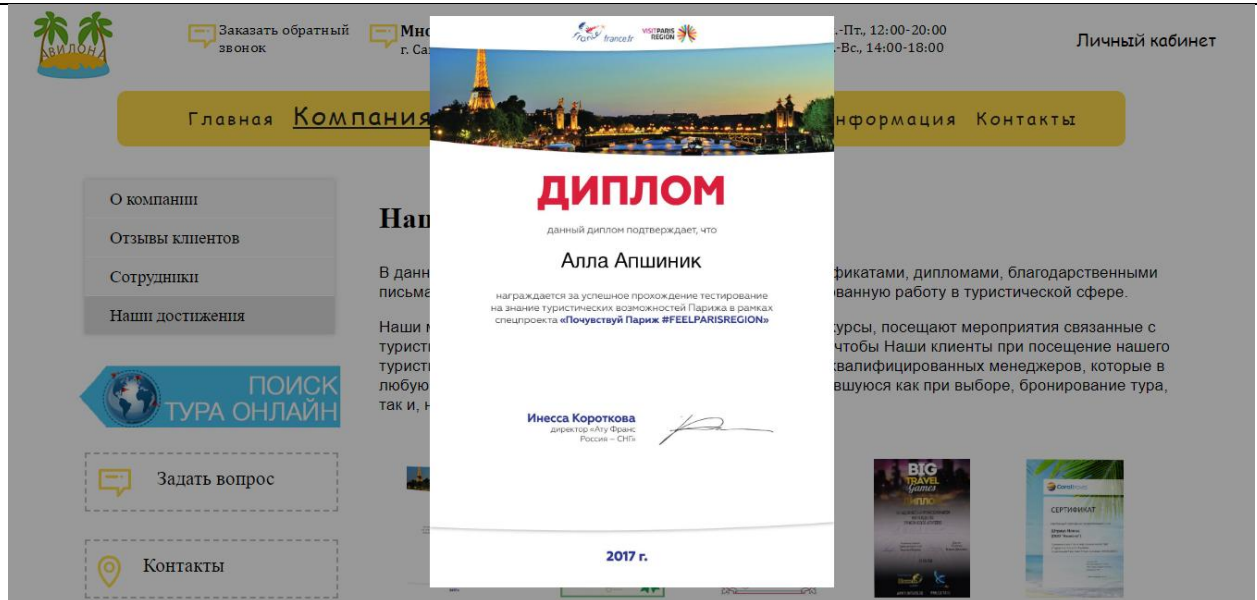 АВИЛОНА
Заказать обратный
звонок
г. Са
.-Пт., 12:00-20:00
.-Вс., 14:00-18:00
Личный кабинет
Главная Компания
нформация Контакты
О компании
Отзывы клиентов
Сотрудники
Наши достижения
ПОИСК
ТУРА ОНЛАЙН
Задать вопрос
Контакты
Наш
В данн
письма
Наши м
турист
турист
любую
так и, н
фикатами, дипломами, благодарственными
ованную работу в туристической сфере.
курсы, посещают мероприятия связанные с
чтобы Наши клиенты при посещение нашего
квалифицированных менеджеров, которые в
вшуюся как при выборе, бронирование тура,
france.fr
VISITPARIS
REGION
ДИПЛОМ
данный диплом подтверждает, что
Алла Апшиник
награждается за успешное прохождение тестирование
на знание туристических возможностей Парижа в рамках
спецпроекта «Почувствуй Париж #FEELPARISREGION»
Инесса Короткова
директор «Ату Франс
Россия – СНГ»
2017 г.
BIG
TRAVEL
Games
ДИПЛОМ
СЕРТИФИКАТ